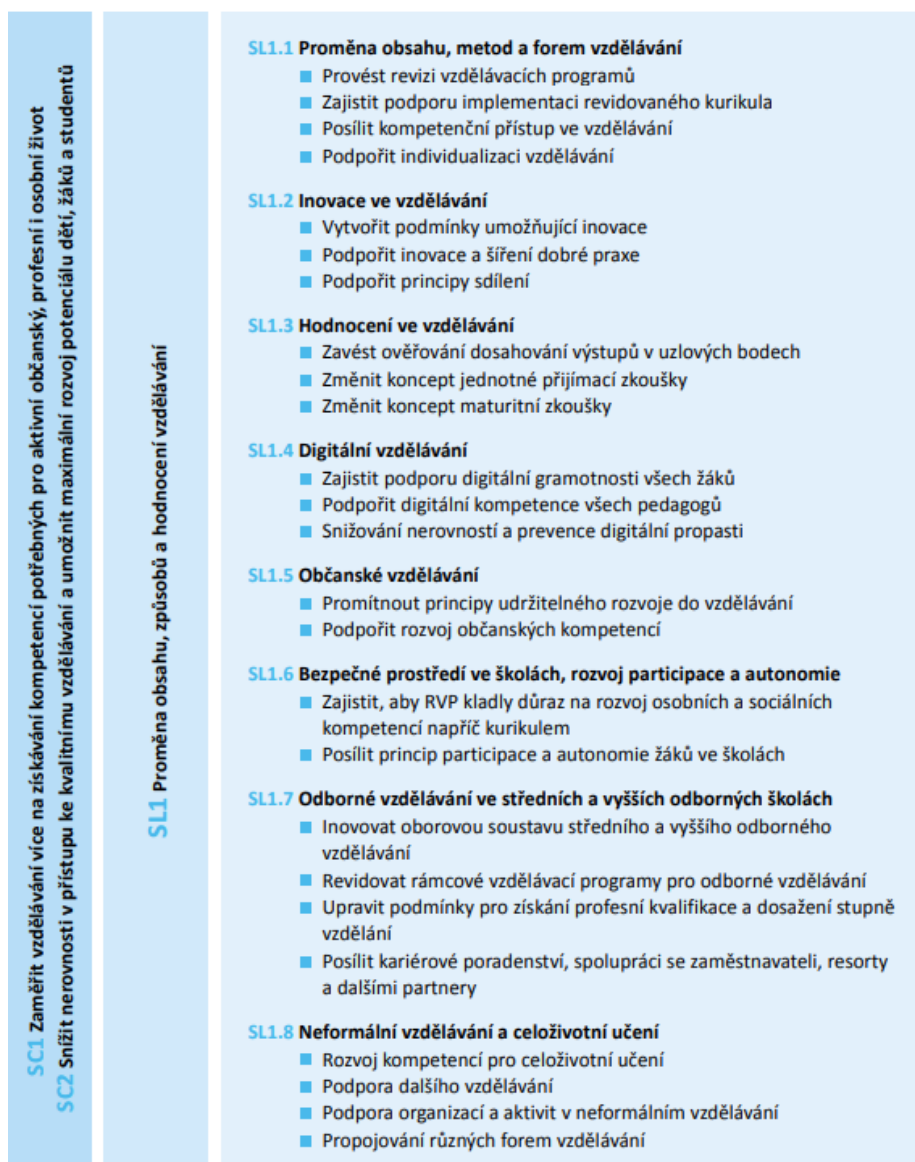 SC1 Zaměřit vzdělávání více na získávání kompetencí potřebných pro aktivní občanský, profesní i osobní život
SC2 Snížit nerovnosti v přístupu ke kvalitnímu vzdělávání a umožnit maximální rozvoj potenciálu dětí, žáků a studentů
SL1 Proměna obsahu, způsobů a hodnocení vzdělávání
SL1.1 Proměna obsahu, metod a forem vzdělávání
Provést revizi vzdělávacích programů
Zajistit podporu implementaci revidovaného kurikula
Posílit kompetenční přístup ve vzdělávání
Podpořit individualizaci vzdělávání
SL1.2 Inovace ve vzdělávání
Vytvořit podmínky umožňující inovace
Podpořit inovace a šíření dobré praxe
Podpořit principy sdílení
SL1.3 Hodnocení ve vzdělávání
Zavést ověřování dosahování výstupů v uzlových bodech
Změnit koncept jednotné přijímací zkoušky
Změnit koncept maturitní zkoušky
SL1.4 Digitální vzdělávání
Zajistit podporu digitální gramotnosti všech žáků
Podpořit digitální kompetence všech pedagogů
Snižování nerovností a prevence digitální propasti
SL1.5 Občanské vzdělávání
Promítnout principy udržitelného rozvoje do vzdělávání
Podpořit rozvoj občanských kompetencí
SL1.6 Bezpečné prostředí ve školách, rozvoj participace a autonomie
Zajistit, aby RVP kladly důraz na rozvoj osobních a sociálních
kompetencí napříč kurikulem
Posílit princip participace a autonomie žáků ve školách
SL1.7 Odborné vzdělávání ve středních a vyšších odborných školách
Inovovat oborovou soustavu středního a vyššího odborného
vzdělávání
Revidovat rámcové vzdělávací programy pro odborné vzdělávání
Upravit podmínky pro získání profesní kvalifikace a dosažení stupně
vzdělání
Posílit kariérové poradenství, spolupráci se zaměstnavateli, resorty
a dalšími partnery
SL1.8 Neformální vzdělávání a celoživotní učení
Rozvoj kompetencí pro celoživotní učení
Podpora dalšího vzdělávání
Podpora organizací a aktivit v neformálním vzdělávání
Propojování různých forem vzdělávání